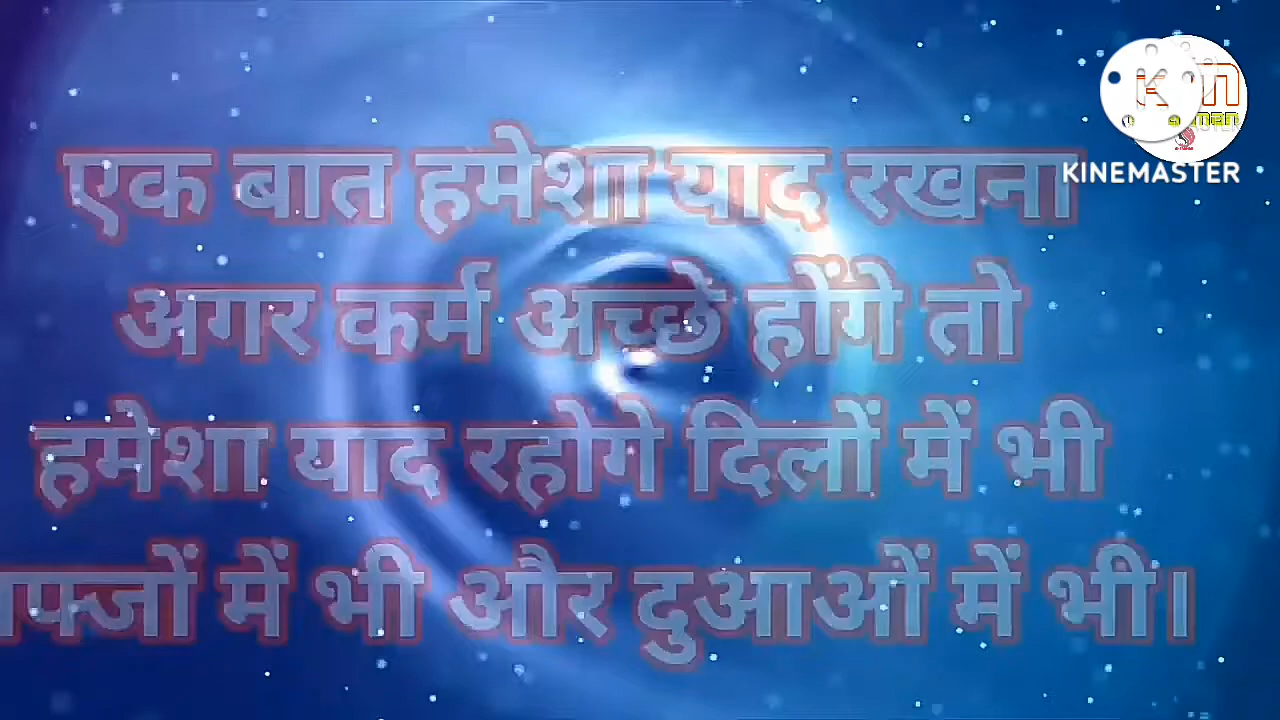 एक बात हमेशा याद रखना
अगर कर्म अच्छे होंगे तो
हमेशा याद रहोगे दिलों में भी
में भी और दुआओं में भी।
KINEMASTER